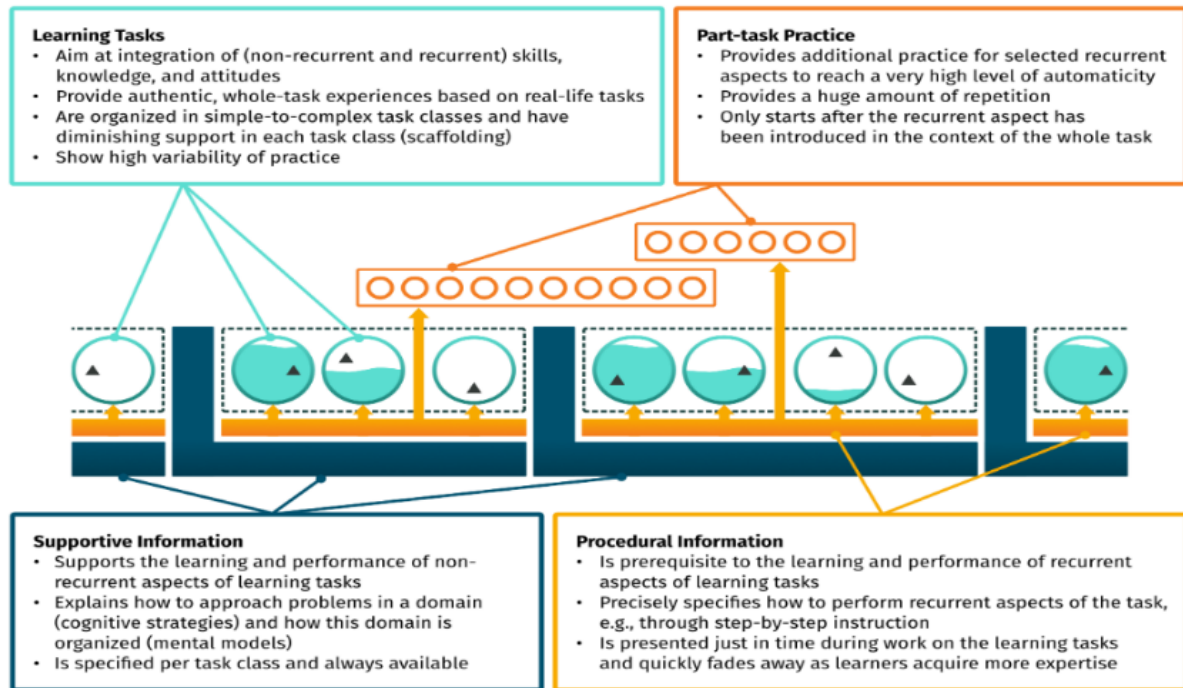 Learning Tasks
• Aim at integration of (non-recurrent and recurrent) skills,
knowledge, and attitudes
• Provide authentic, whole-task experiences based on real-life tasks
• Are organized in simple-to-complex task classes and have
diminishing support in each task class (scaffolding)
• Show high variability of practice
Part-task Practice
• Provides additional practice for selected recurrent
aspects to reach a very high level of automaticity
• Provides a huge amount of repetition
• Only starts after the recurrent aspect has
been introduced in the context of the whole task
Supportive Information
• Supports the learning and performance of non-
recurrent aspects of learning tasks
• Explains how to approach problems in a domain
(cognitive strategies) and how this domain is
organized (mental models)
• Is specified per task class and always available
Procedural Information
• Is prerequisite to the learning and performance of recurrent
aspects of learning tasks
• Precisely specifies how to perform recurrent aspects of the task,
e.g., through step-by-step instruction
• Is presented just in time during work on the learning tasks
and quickly fades away as learners acquire more expertise